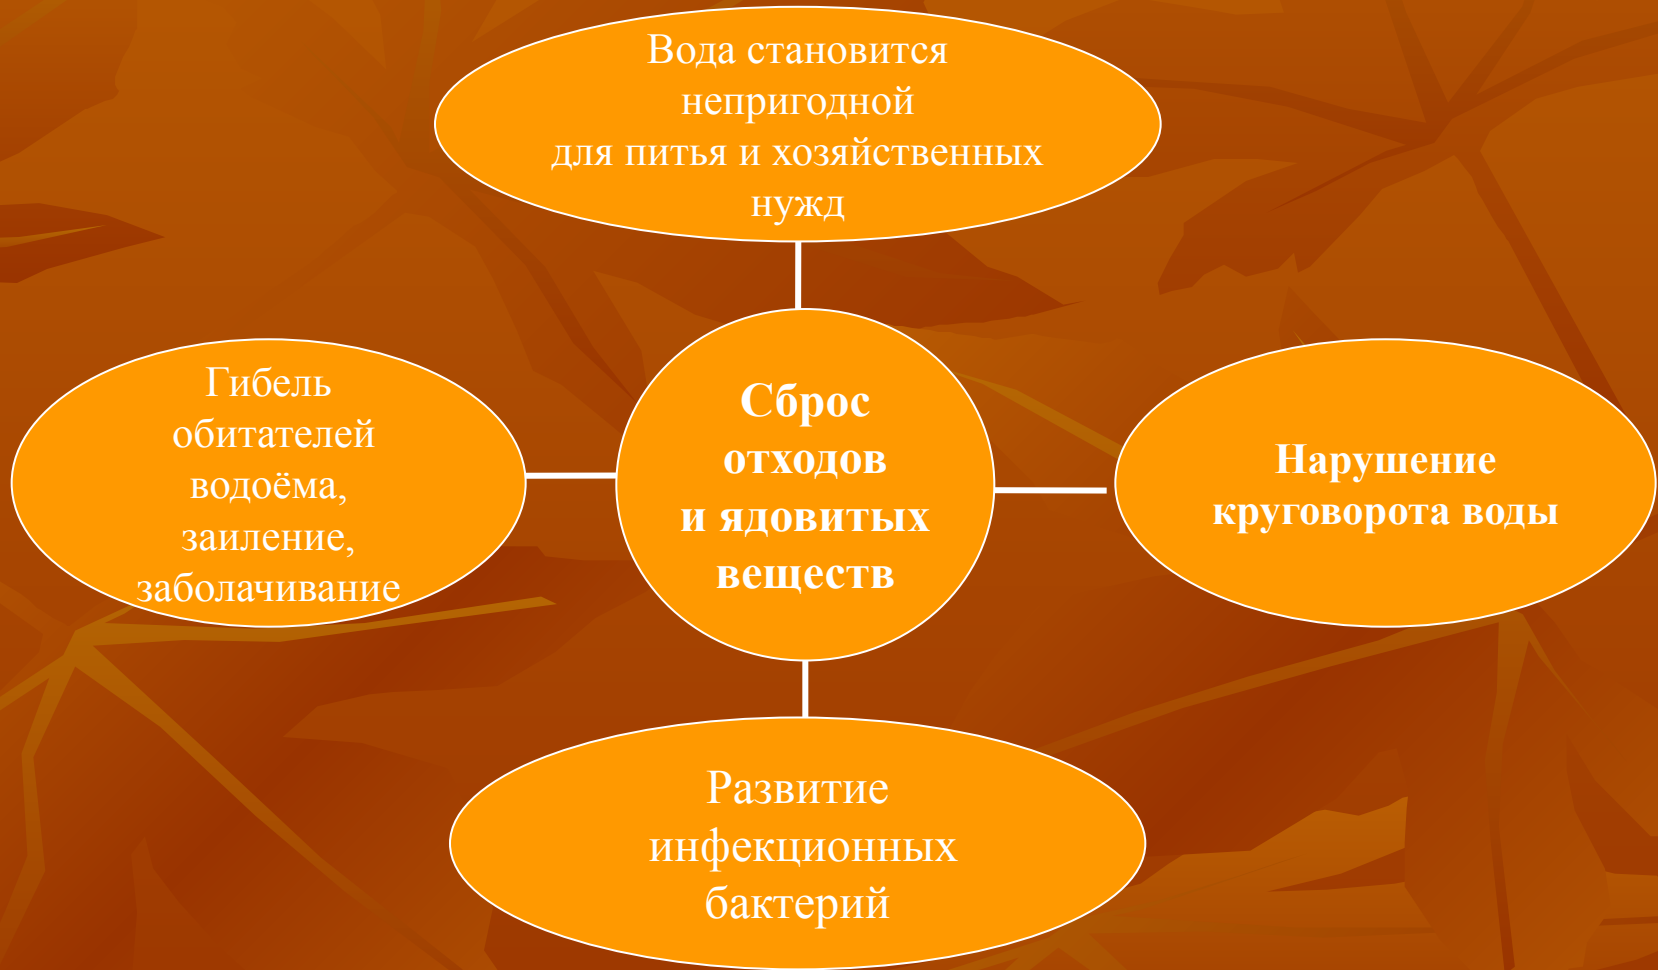 Вода становится
непригодной
для питья и хозяйственных
нужд
Гибель
обитателей
водоёма,
заиление,
заболачивание
Сброс
отходов
и ядовитых
веществ
Нарушение
круговорота воды
Развитие
инфекционных
бактерий